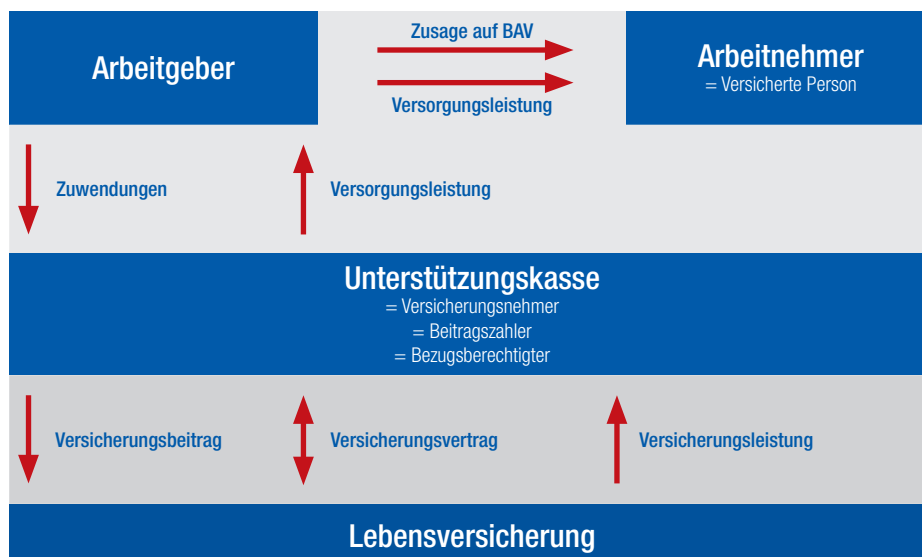 Arbeitgeber
Zusage auf BAV
Versorgungsleistung
Arbeitnehmer
= Versicherte Person
Zuwendungen
Versorgungsleistung
Unterstützungskasse
= Versicherungsnehmer
= Beitragszahler
= Bezugsberechtigter
Versicherungsbeitrag
Versicherungsvertrag
Versicherungsleistung
Lebensversicherung